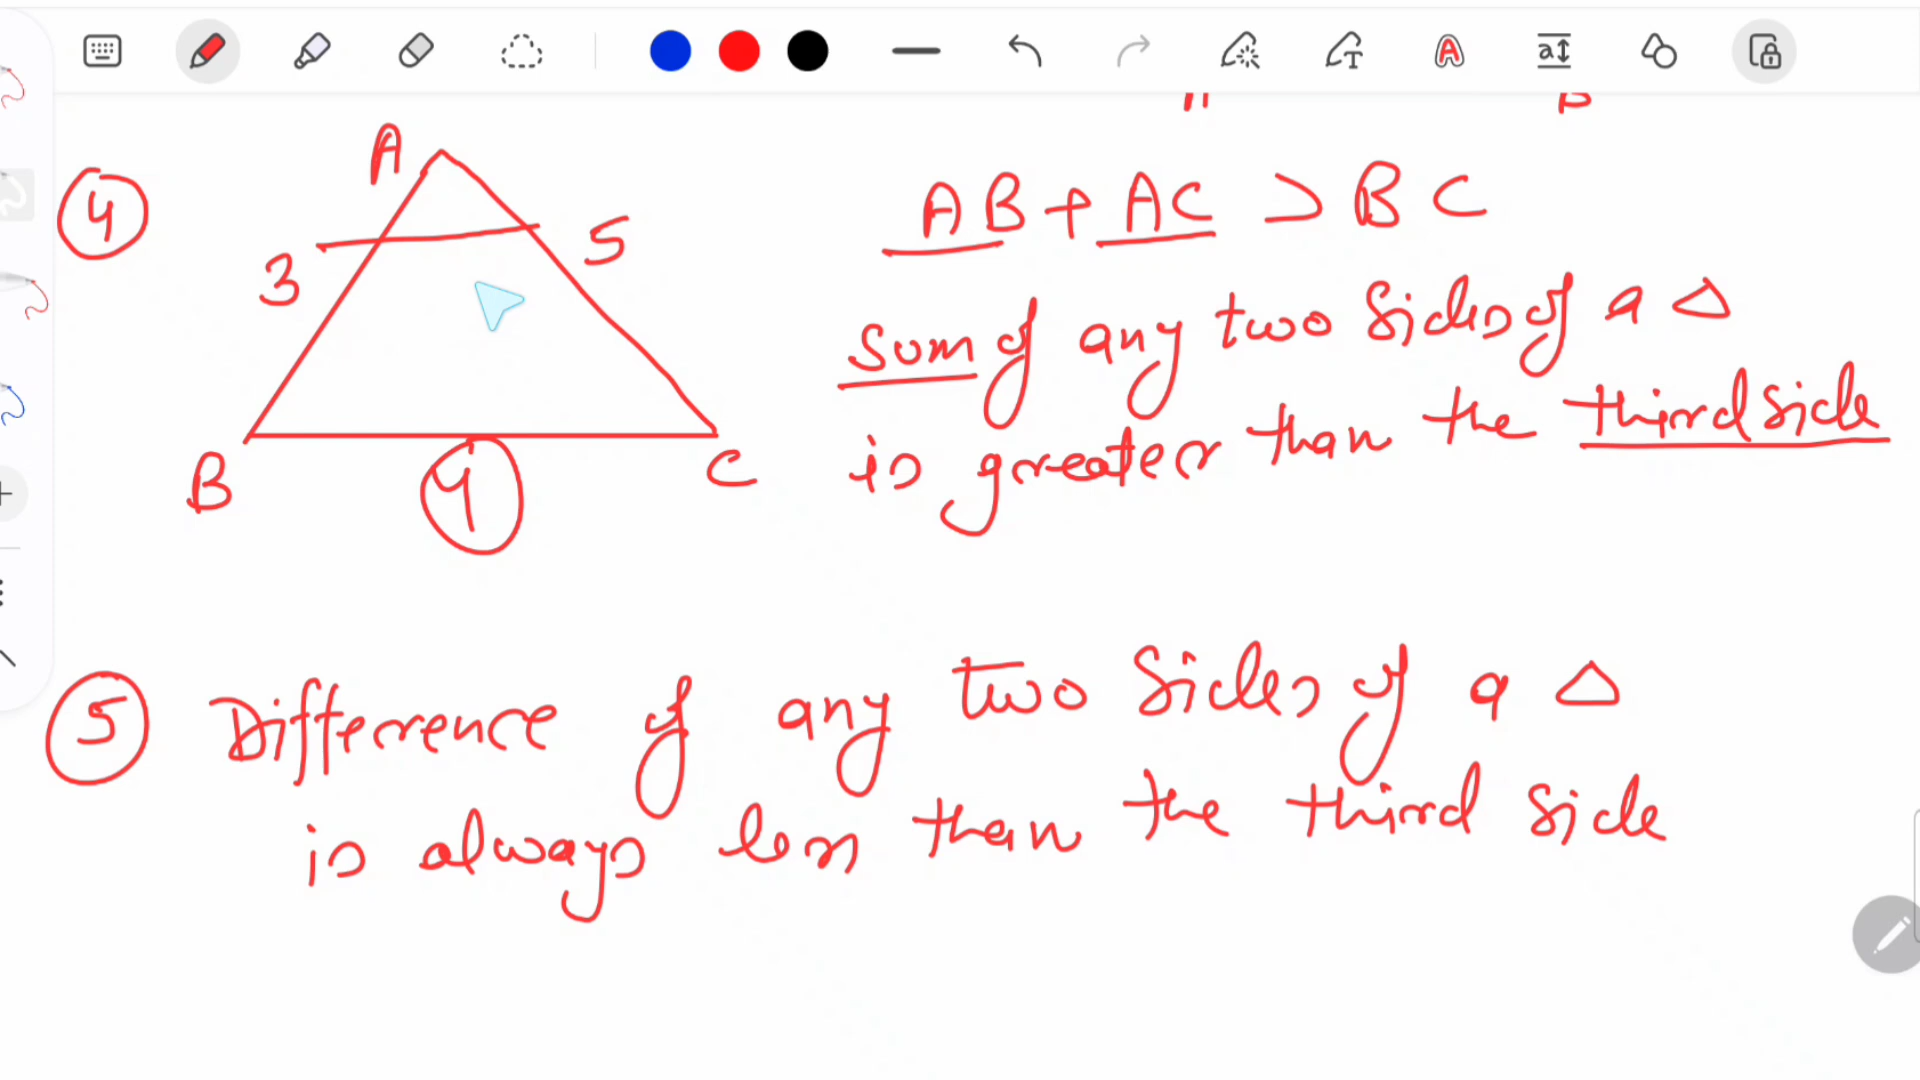 ④
A
3
5
B
4
C
AB + AC > BC
Sum of any two sides of a Δ
is greater than the third side
⑤ Difference of any two sides of a Δ
is always less than the third side